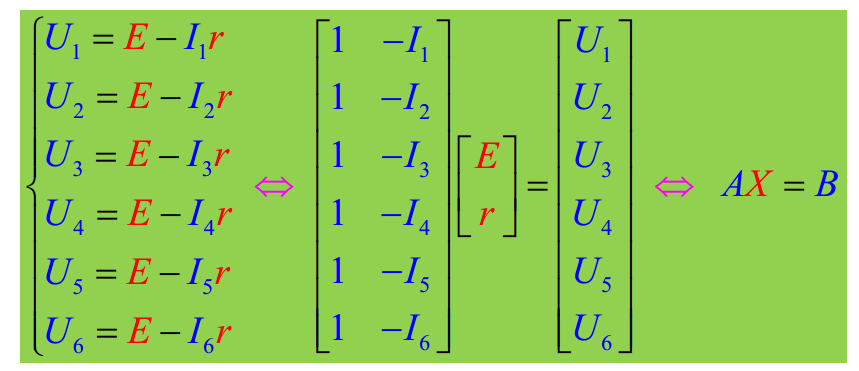 U₁ = E − I₁r
U₂ = E − I₂r
U₃ = E − I₃r
U₄ = E − I₄r
U₅ = E − I₅r
U₆ = E − I₆r
⇔
1 −I₁
1 −I₂
1 −I₃
1 −I₄
1 −I₅
1 −I₆
E
r
=
U₁
U₂
U₃
U₄
U₅
U₆
⇔ AX = B